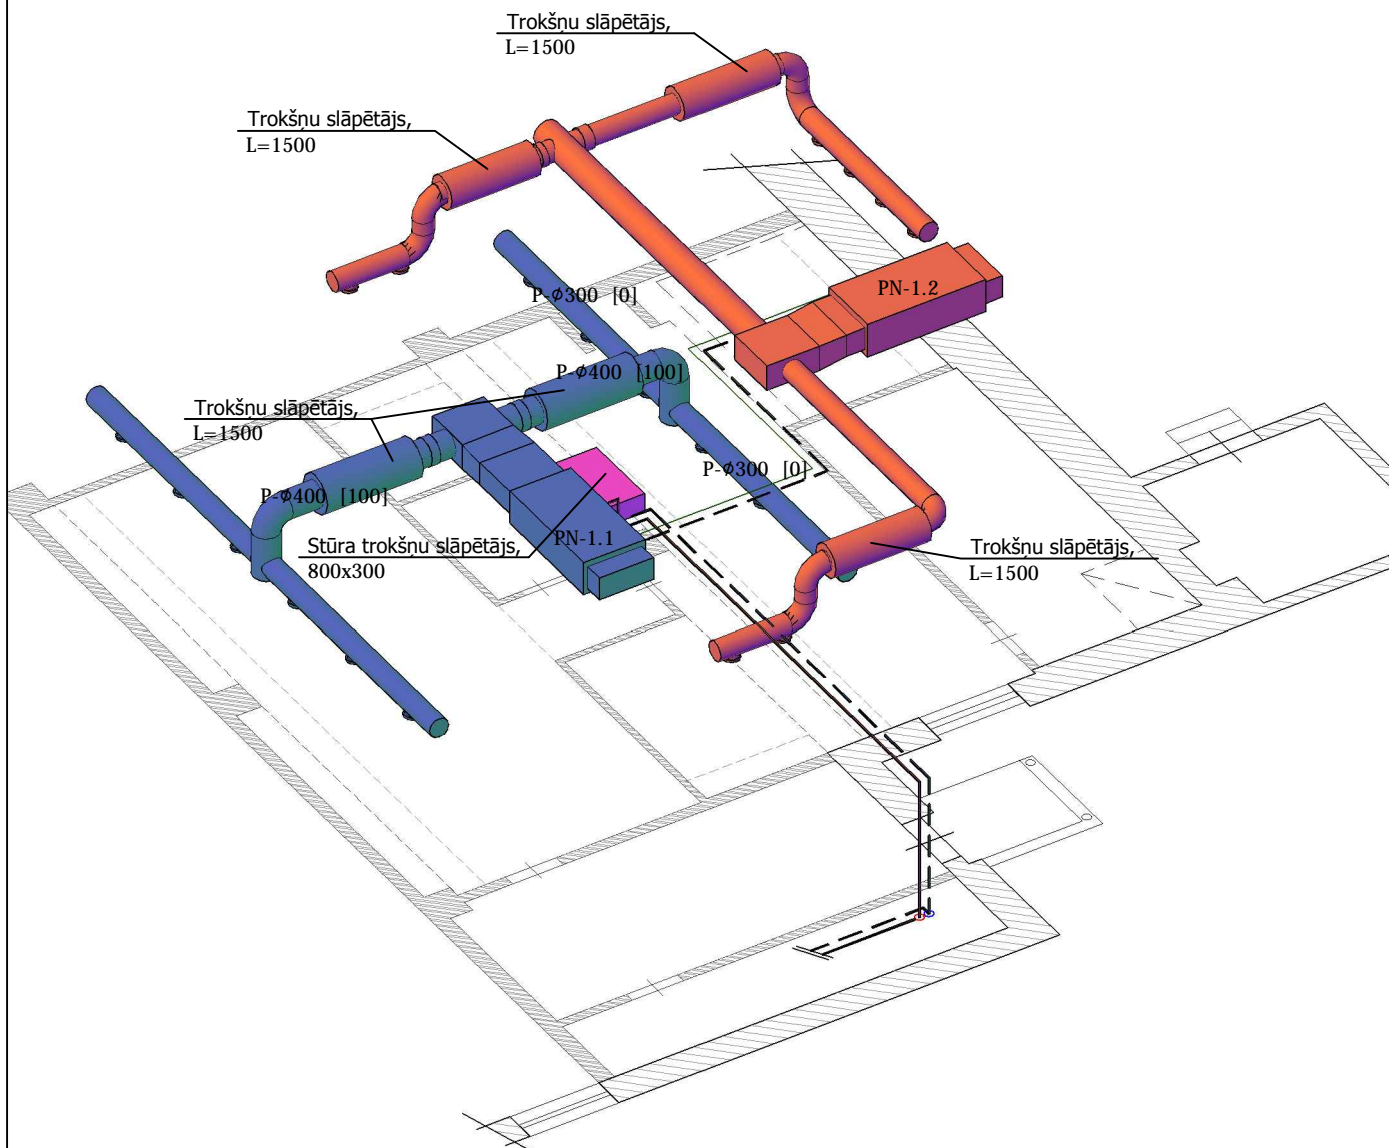 Trokšņu slāpētājs,
L=1500
Trokšņu slāpētājs,
L=1500
PN-1.2
P-ϕ300 [0]
P-ϕ400 [100]
Trokšņu slāpētājs,
L=1500
P-ϕ300 [0]
P-ϕ400 [100]
Stūra trokšņu slāpētājs,
800x300
PN-1.1
Trokšņu slāpētājs,
L=1500